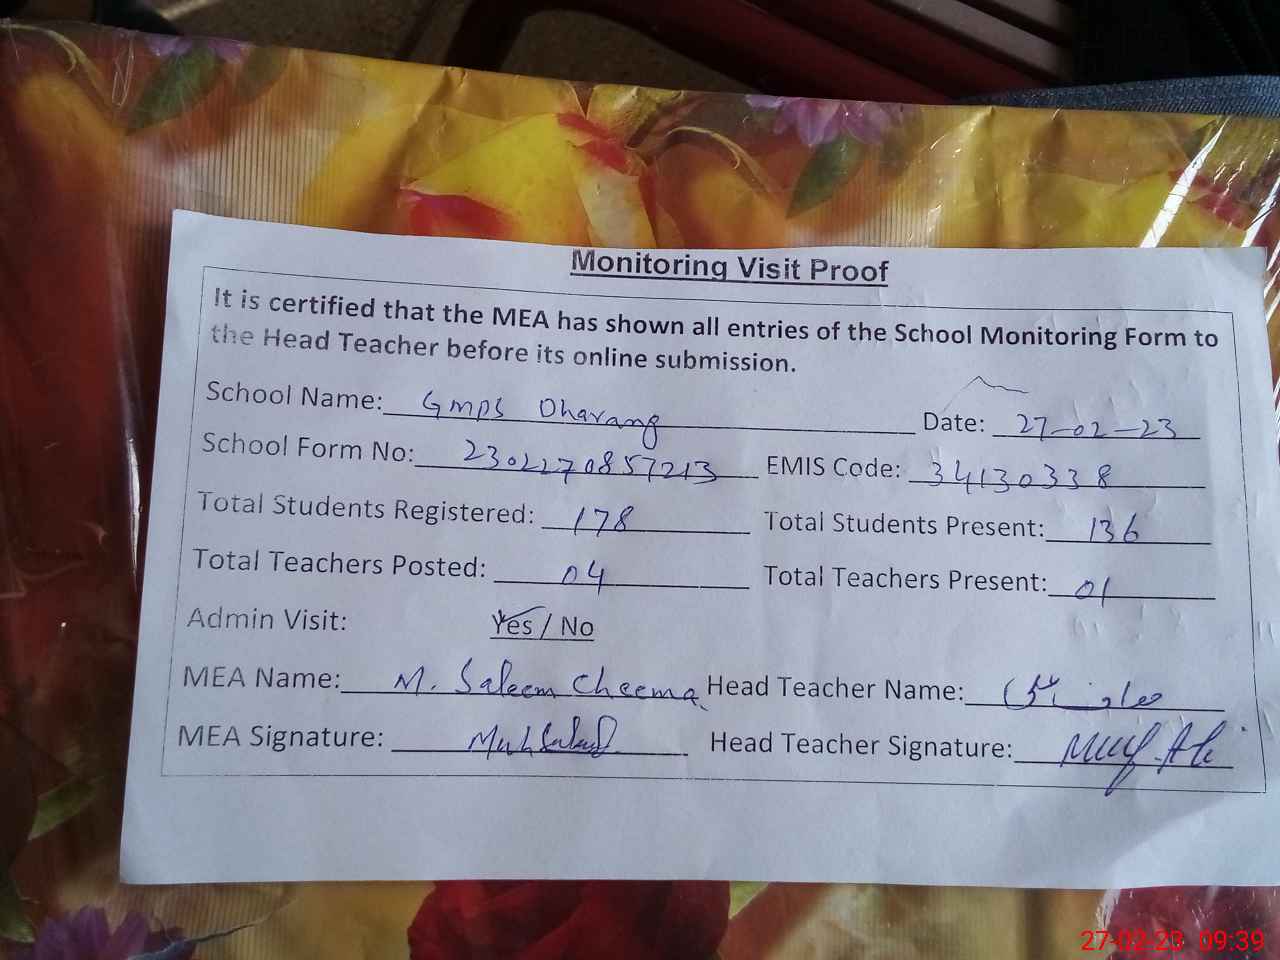 Monitoring Visit Proof
It is certified that the MEA has shown all entries of the School Monitoring Form to
the Head Teacher before its online submission.
School Name: GMPS Dharang Date: 27-02-23
School Form No: 2302270857213 EMIS Code: 34130338
Total Students Registered: 178 Total Students Present: 136
Total Teachers Posted: 04 Total Teachers Present: 01
Admin Visit: Yes / No
MEA Name: M. Saleem Cheema Head Teacher Name:
MEA Signature: Head Teacher Signature:
27-02-23 09:39